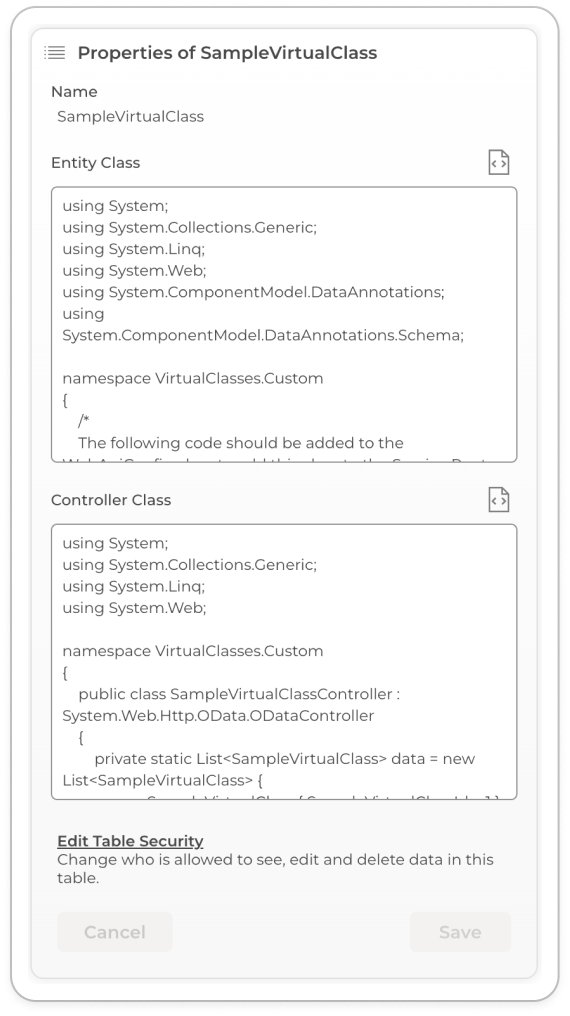 Properties of SampleVirtualClass
Name
SampleVirtualClass
Entity Class
using System;
using System.Collections.Generic;
using System.Linq;
using System.Web;
using System.ComponentModel.DataAnnotations;
using
System.ComponentModel.DataAnnotations.Schema;
namespace VirtualClasses.Custom
{
/*
The following code should be added to the
Controller Class
using System;
using System.Collections.Generic;
using System.Linq;
using System.Web;
namespace VirtualClasses.Custom
{
public class SampleVirtualClassController :
System.Web.Http.OData.ODataController
{
private static List<SampleVirtualClass> data = new
List<SampleVirtualClass> {
Edit Table Security
Change who is allowed to see, edit and delete data in this
table.
Cancel
Save